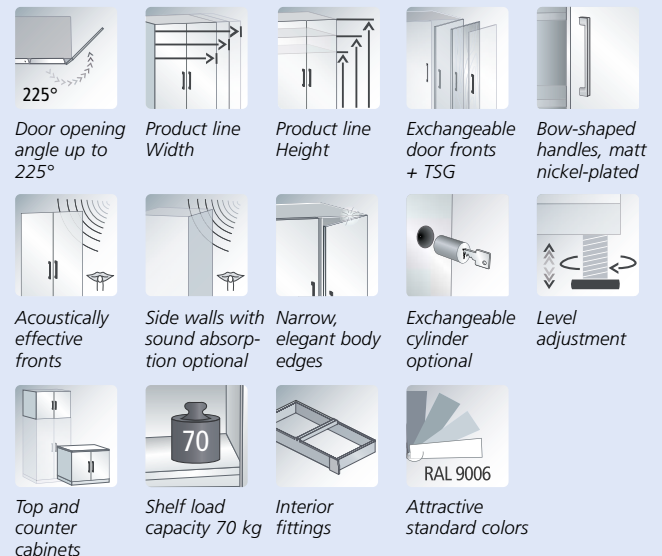 225°
Door opening
angle up to
225°
Product line
Width
Product line
Height
Exchangeable
door fronts
+ TSG
Bow-shaped
handles, matt
nickel-plated
Acoustically
effective
fronts
Side walls with
sound absorp-
tion optional
Narrow,
elegant body
edges
Exchangeable
cylinder
optional
Level
adjustment
Top and
counter
cabinets
70
Shelf load
capacity 70 kg
Interior
fittings
RAL 9006
Attractive
standard colors